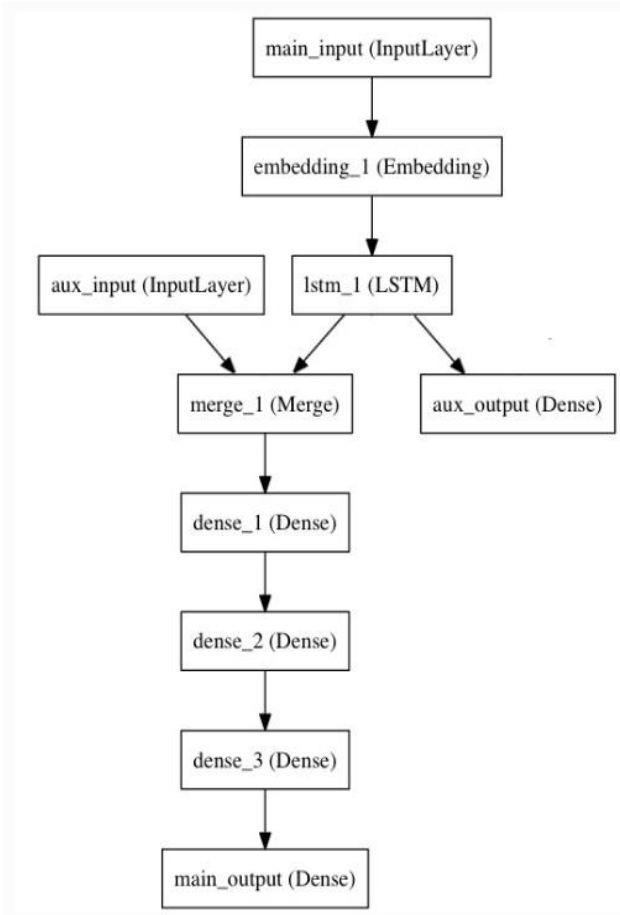 main_input (InputLayer)
embedding_1 (Embedding)
aux_input (InputLayer)
lstm_1 (LSTM)
merge_1 (Merge)
aux_output (Dense)
dense_1 (Dense)
dense_2 (Dense)
dense_3 (Dense)
main_output (Dense)